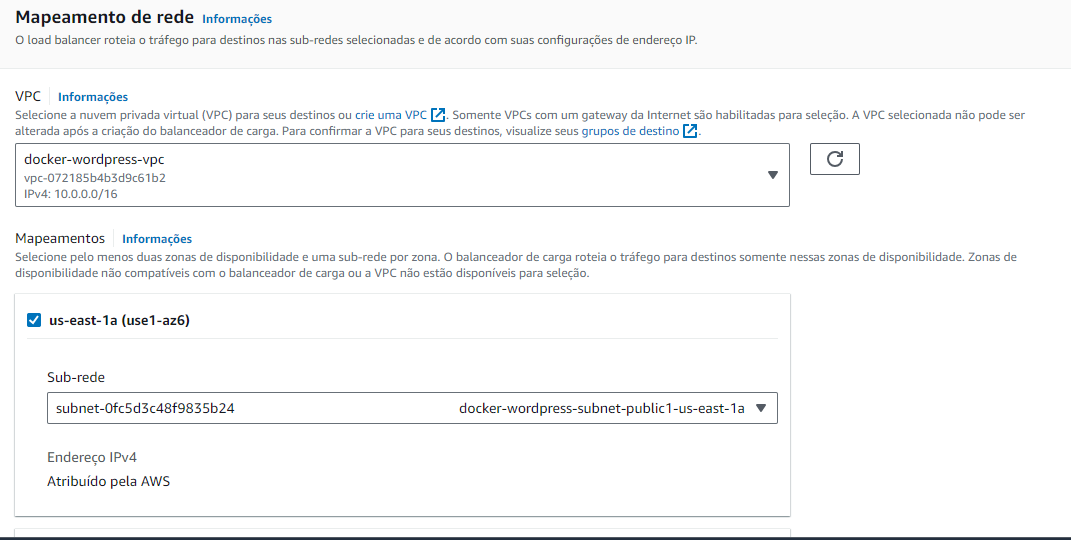 Mapeamento de rede Informações
O load balancer roteia o tráfego para destinos nas sub-redes selecionadas e de acordo com suas configurações de endereço IP.
VPC Informações
Selecione a nuvem privada virtual (VPC) para seus destinos ou crie uma VPC. Somente VPCs com um gateway da Internet são habilitadas para seleção. A VPC selecionada não pode ser
alterada após a criação do balanceador de carga. Para confirmar a VPC para seus destinos, visualize seus grupos de destino.
docker-wordpress-vpc
vpc-072185b4b3d9c61b2
IPv4: 10.0.0.0/16
Mapeamentos Informações
Selecione pelo menos duas zonas de disponibilidade e uma sub-rede por zona. O balanceador de carga roteia o tráfego para destinos somente nessas zonas de disponibilidade. Zonas de
disponibilidade não compatíveis com o balanceador de carga ou a VPC não estão disponíveis para seleção.
us-east-1a (use1-az6)
Sub-rede
subnet-0fc5d3c48f9835b24 docker-wordpress-subnet-public1-us-east-1a
Endereço IPv4
Atribuído pela AWS